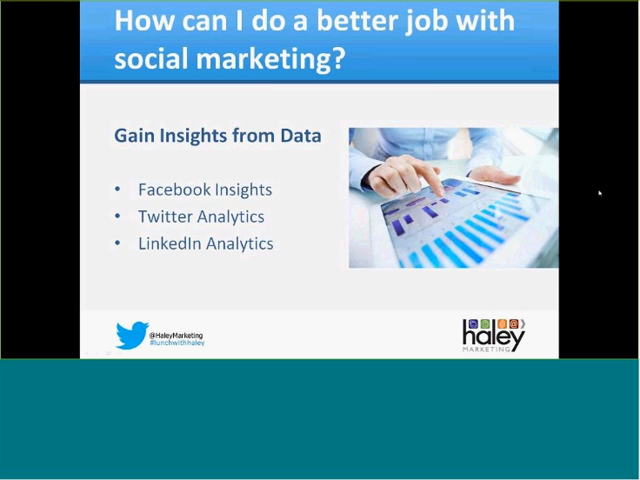 How can I do a better job with
social marketing?
Gain Insights from Data
• Facebook Insights
• Twitter Analytics
• LinkedIn Analytics
@HaleyMarketing
#lunchwithhaley
haley
MARKETING